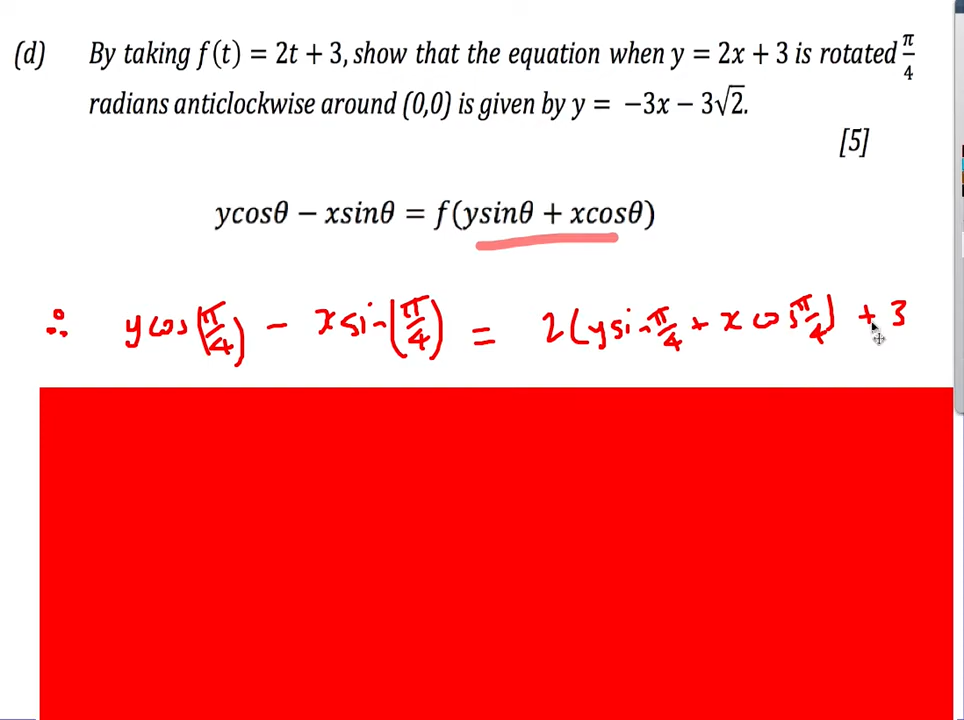 (d) By taking f(t) = 2t + 3, show that the equation when y = 2x + 3 is rotated π/4
radians anticlockwise around (0,0) is given by y = −3x − 3√2.
[5]
ycosθ − xsinθ = f(ysinθ + xcosθ)
∴ ycos(π/4) − xsin(π/4) = 2(ysinπ/4 + xcosπ/4) + 3